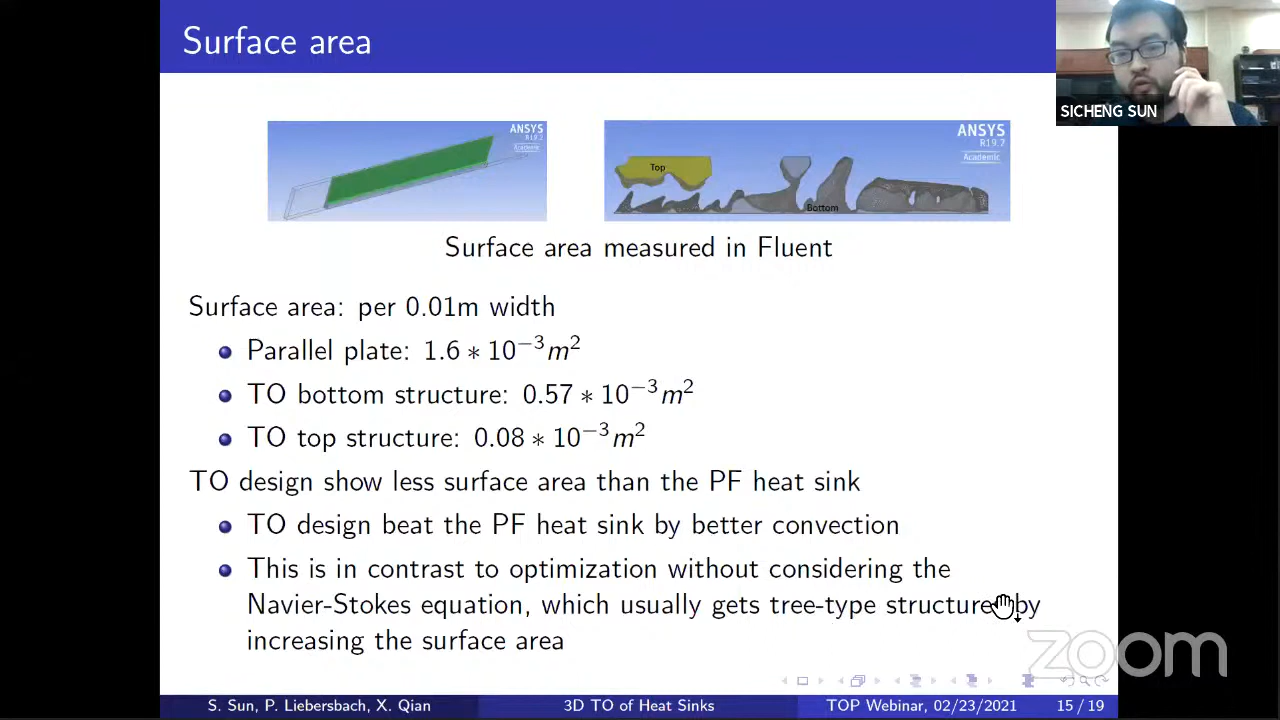 Surface area
SICHENG SUN
ANSYS
R19.2
Academic
ANSYS
R19.7
Academic
Top
Bottom
Surface area measured in Fluent
Surface area: per 0.01m width
Parallel plate: 1.6 ∗ 10⁻³m²
TO bottom structure: 0.57 ∗ 10⁻³m²
TO top structure: 0.08 ∗ 10⁻³m²
TO design show less surface area than the PF heat sink
TO design beat the PF heat sink by better convection
This is in contrast to optimization without considering the
Navier-Stokes equation, which usually gets tree-type structure by
increasing the surface area
zoom
S. Sun, P. Liebersbach, X. Qian
3D TO of Heat Sinks
TOP Webinar, 02/23/2021
15 / 19